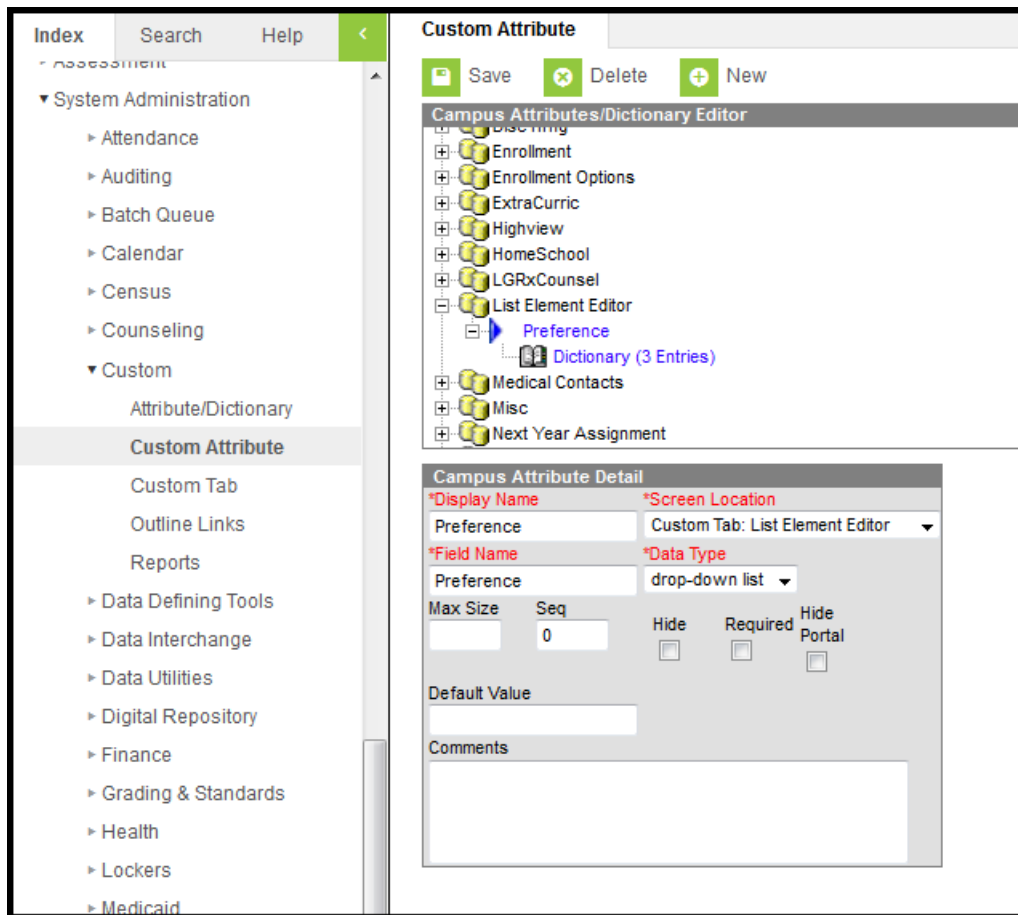 Index Search Help
Assessment
System Administration
Attendance
Auditing
Batch Queue
Calendar
Census
Counseling
Custom
Attribute/Dictionary
Custom Attribute
Custom Tab
Outline Links
Reports
Data Defining Tools
Data Interchange
Data Utilities
Digital Repository
Finance
Grading & Standards
Health
Lockers
Medicaid
Custom Attribute
Save Delete New
Campus Attributes/Dictionary Editor
Enrollment
Enrollment Options
ExtraCurric
Highview
HomeSchool
LGRxCounsel
List Element Editor
Preference
Dictionary (3 Entries)
Medical Contacts
Misc
Next Year Assignment
Campus Attribute Detail
*Display Name *Screen Location
Preference Custom Tab: List Element Editor
*Field Name *Data Type
Preference drop-down list
Max Size Seq Hide Required Hide Portal
0
Default Value
Comments